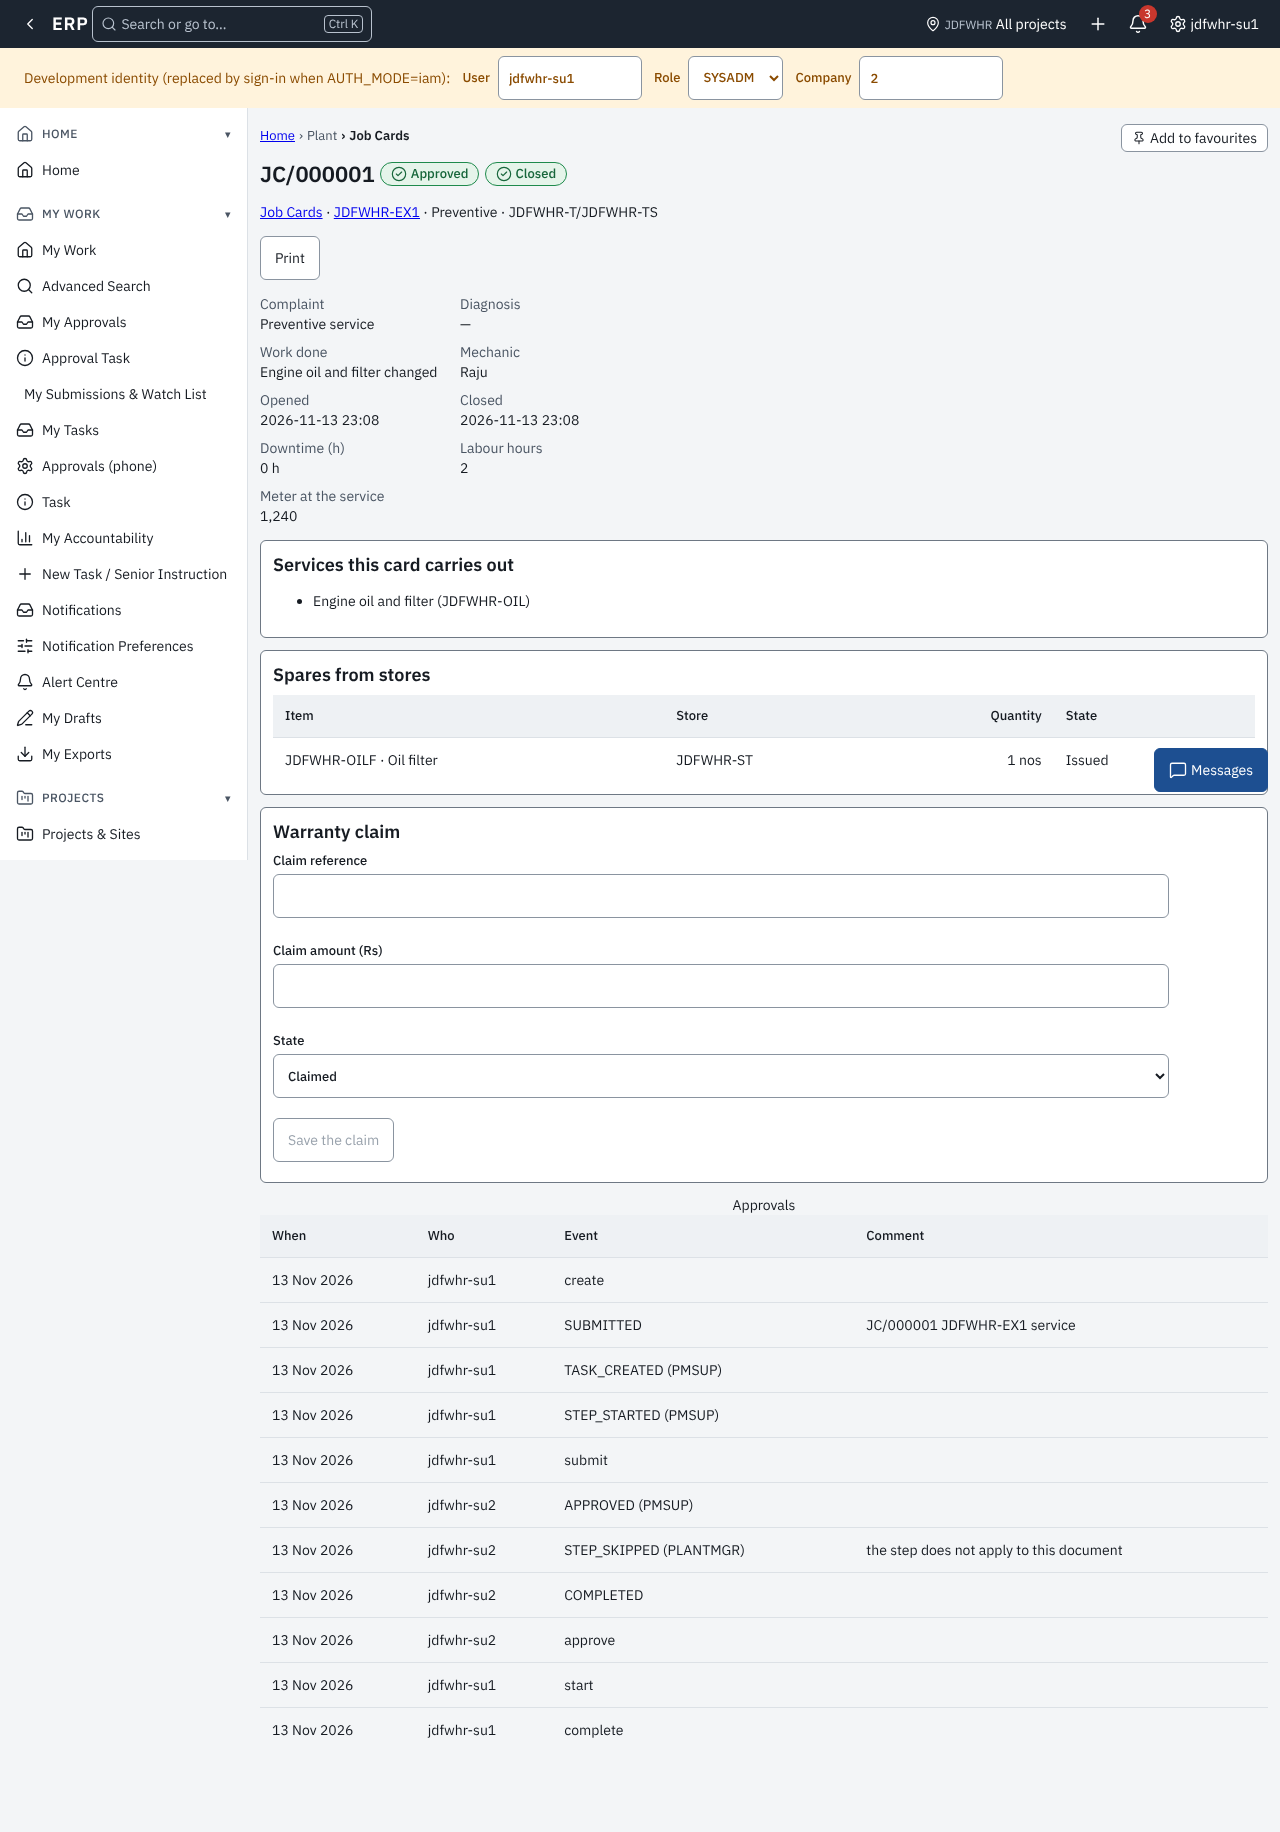 ERP Search or go to... Ctrl K JDFWHR All projects 3 jdfwhr-su1
Development identity (replaced by sign-in when AUTH_MODE=iam): User jdfwhr-su1 Role SYSADM Company 2
HOME
Home
MY WORK
My Work
Advanced Search
My Approvals
Approval Task
My Submissions & Watch List
My Tasks
Approvals (phone)
Task
My Accountability
New Task / Senior Instruction
Notifications
Notification Preferences
Alert Centre
My Drafts
My Exports
PROJECTS
Projects & Sites
Home › Plant › Job Cards
Add to favourites
JC/000001 Approved Closed
Job Cards · JDFWHR-EX1 · Preventive · JDFWHR-T/JDFWHR-TS
Print
Complaint Diagnosis
Preventive service —
Work done Mechanic
Engine oil and filter changed Raju
Opened Closed
2026-11-13 23:08 2026-11-13 23:08
Downtime (h) Labour hours
0 h 2
Meter at the service
1,240
Services this card carries out
• Engine oil and filter (JDFWHR-OIL)
Spares from stores
Item Store Quantity State
JDFWHR-OILF · Oil filter JDFWHR-ST 1 nos Issued
Messages
Warranty claim
Claim reference
Claim amount (Rs)
State
Claimed
Save the claim
Approvals
When Who Event Comment
13 Nov 2026 jdfwhr-su1 create
13 Nov 2026 jdfwhr-su1 SUBMITTED JC/000001 JDFWHR-EX1 service
13 Nov 2026 jdfwhr-su1 TASK_CREATED (PMSUP)
13 Nov 2026 jdfwhr-su1 STEP_STARTED (PMSUP)
13 Nov 2026 jdfwhr-su1 submit
13 Nov 2026 jdfwhr-su2 APPROVED (PMSUP)
13 Nov 2026 jdfwhr-su2 STEP_SKIPPED (PLANTMGR) the step does not apply to this document
13 Nov 2026 jdfwhr-su2 COMPLETED
13 Nov 2026 jdfwhr-su2 approve
13 Nov 2026 jdfwhr-su1 start
13 Nov 2026 jdfwhr-su1 complete